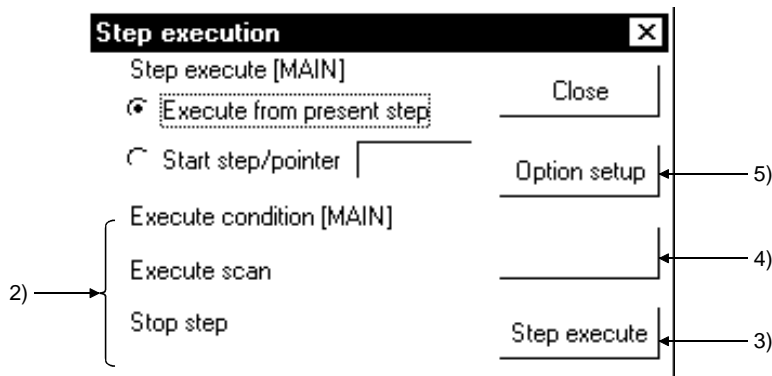 Step execution
Step execute [MAIN]
Execute from present step
Close
Start step/pointer
Option setup
5)
Execute condition [MAIN]
4)
Execute scan
2)
Stop step
Step execute
3)